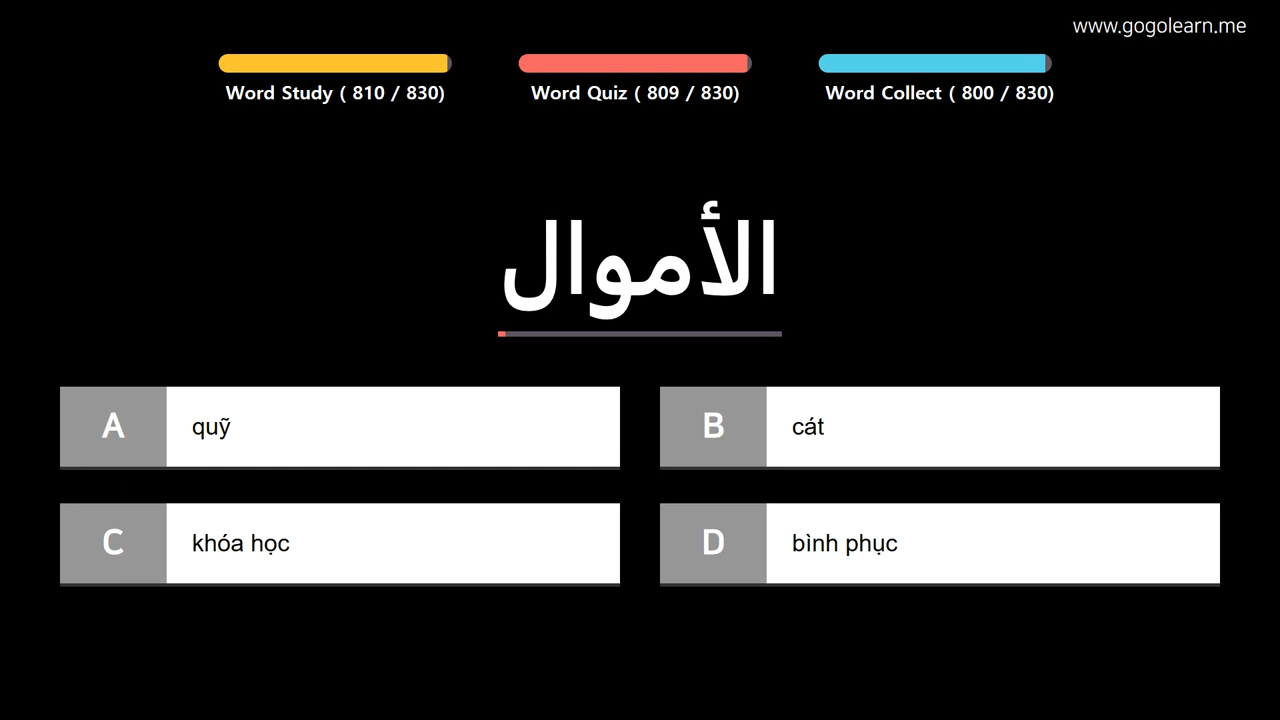 www.gogolearn.me
Word Study ( 810 / 830)
Word Quiz ( 809 / 830)
Word Collect ( 800 / 830)
الأموال
A
quỹ
B
cát
C
khóa học
D
bình phục